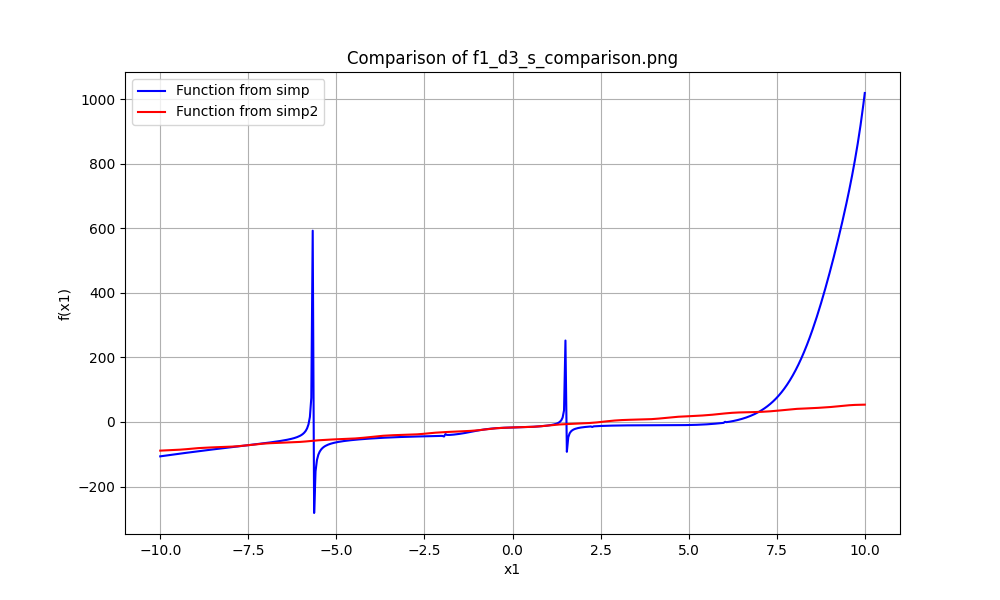 Comparison of f1_d3_s_comparison.png
Function from simp
Function from simp2
1000
800
600
400
200
0
−200
f(x1)
−10.0 −7.5 −5.0 −2.5 0.0 2.5 5.0 7.5 10.0
x1